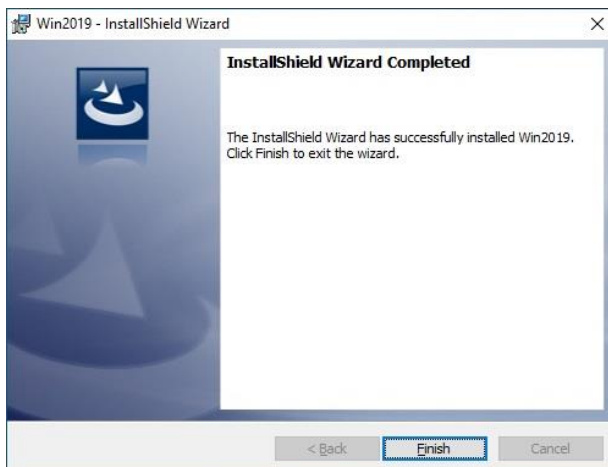 Win2019 - InstallShield Wizard
InstallShield Wizard Completed
The InstallShield Wizard has successfully installed Win2019.
Click Finish to exit the wizard.
< Back
Finish
Cancel